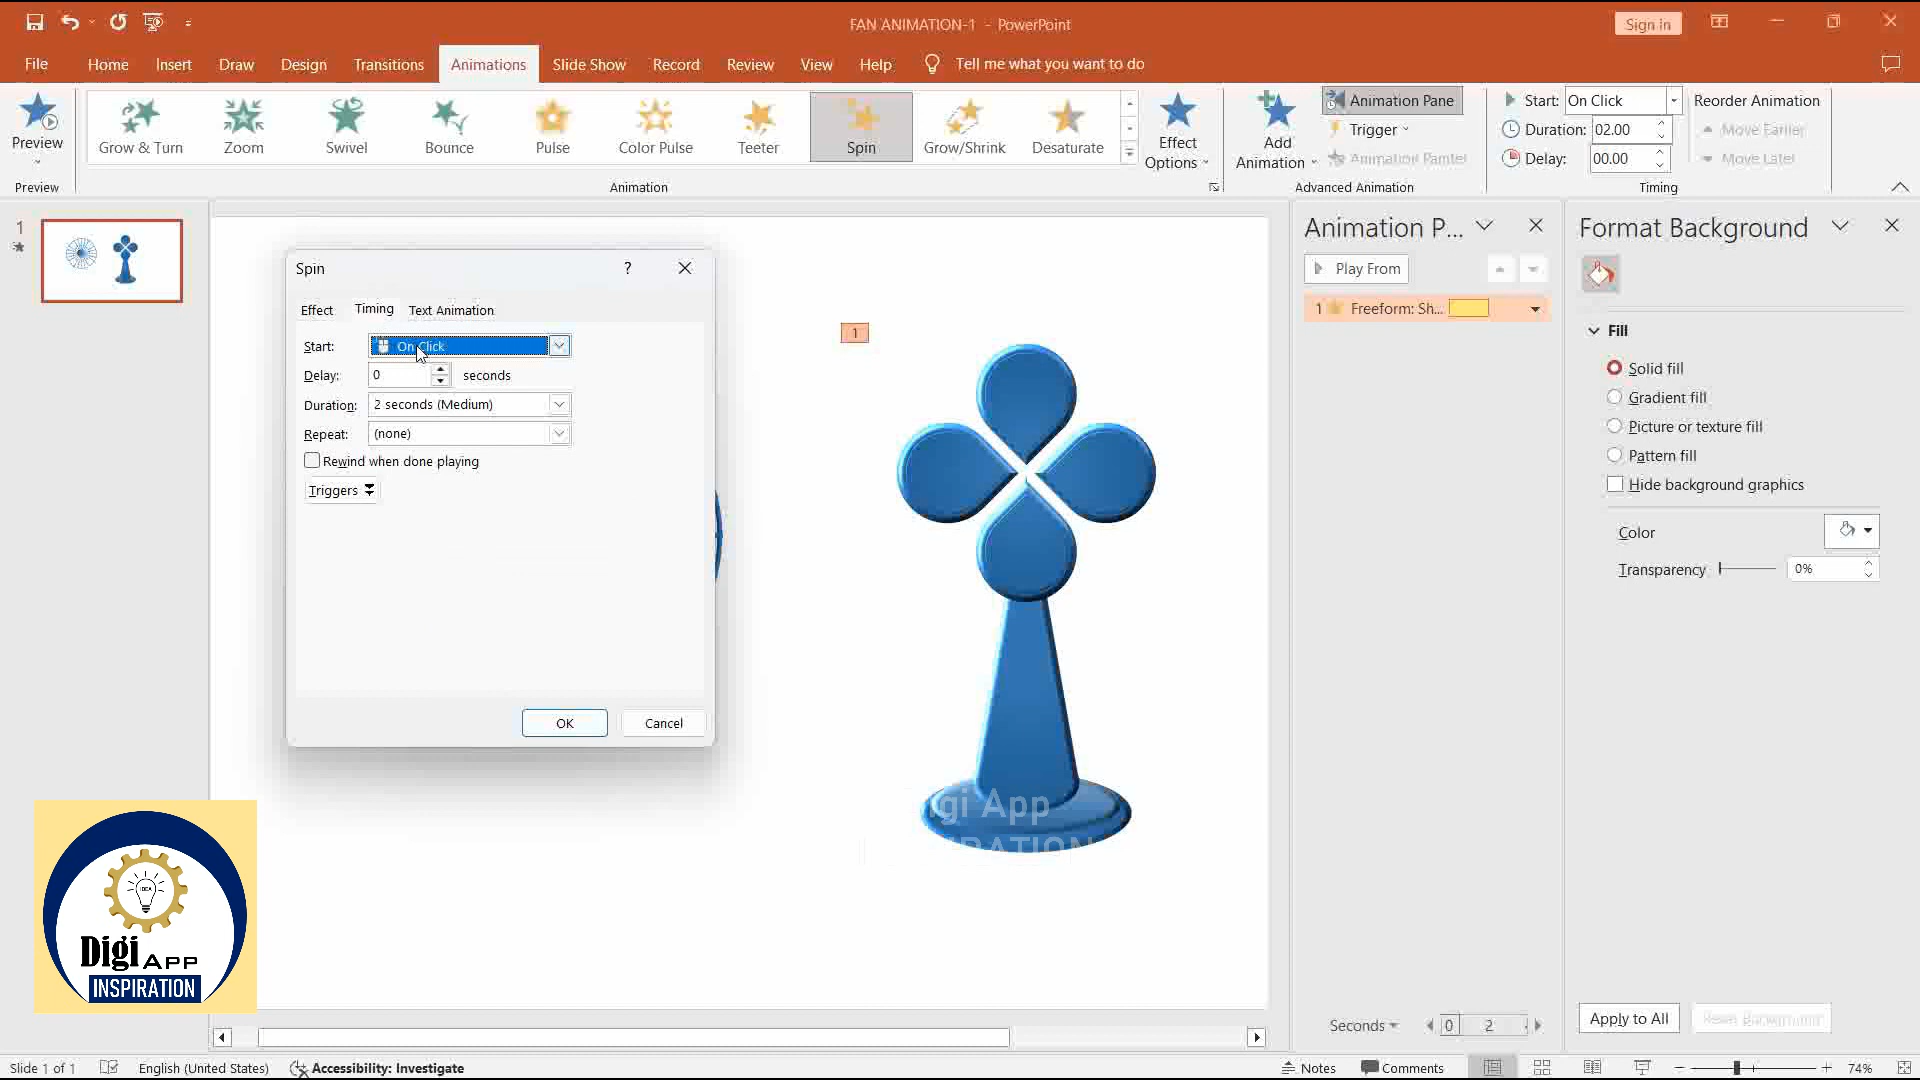 FAN ANIMATION-1 - PowerPoint
Sign in
File Home Insert Draw Design Transitions Animations Slide Show Record Review View Help Tell me what you want to do
Preview
Grow & Turn Zoom Swivel Bounce Pulse Color Pulse Teeter Spin Grow/Shrink Desaturate
Effect Options
Add Animation
Animation Pane
Trigger
Animation Painter
Start: On Click
Duration: 02.00
Delay: 00.00
Reorder Animation
Move Earlier
Move Later
Preview Animation Advanced Animation Timing
1
Spin ?
Effect Timing Text Animation
Start: On Click
Delay: 0 seconds
Duration: 2 seconds (Medium)
Repeat: (none)
Rewind when done playing
Triggers
OK Cancel
1
Digi App
INSPIRATION
igi App
RATION
IDEA
Animation P...
Play From
1 Freeform: Sh...
Seconds 0 2
Format Background
Fill
Solid fill
Gradient fill
Picture or texture fill
Pattern fill
Hide background graphics
Color
Transparency 0%
Apply to All Reset Background
Slide 1 of 1 English (United States) Accessibility: Investigate Notes Comments 74%